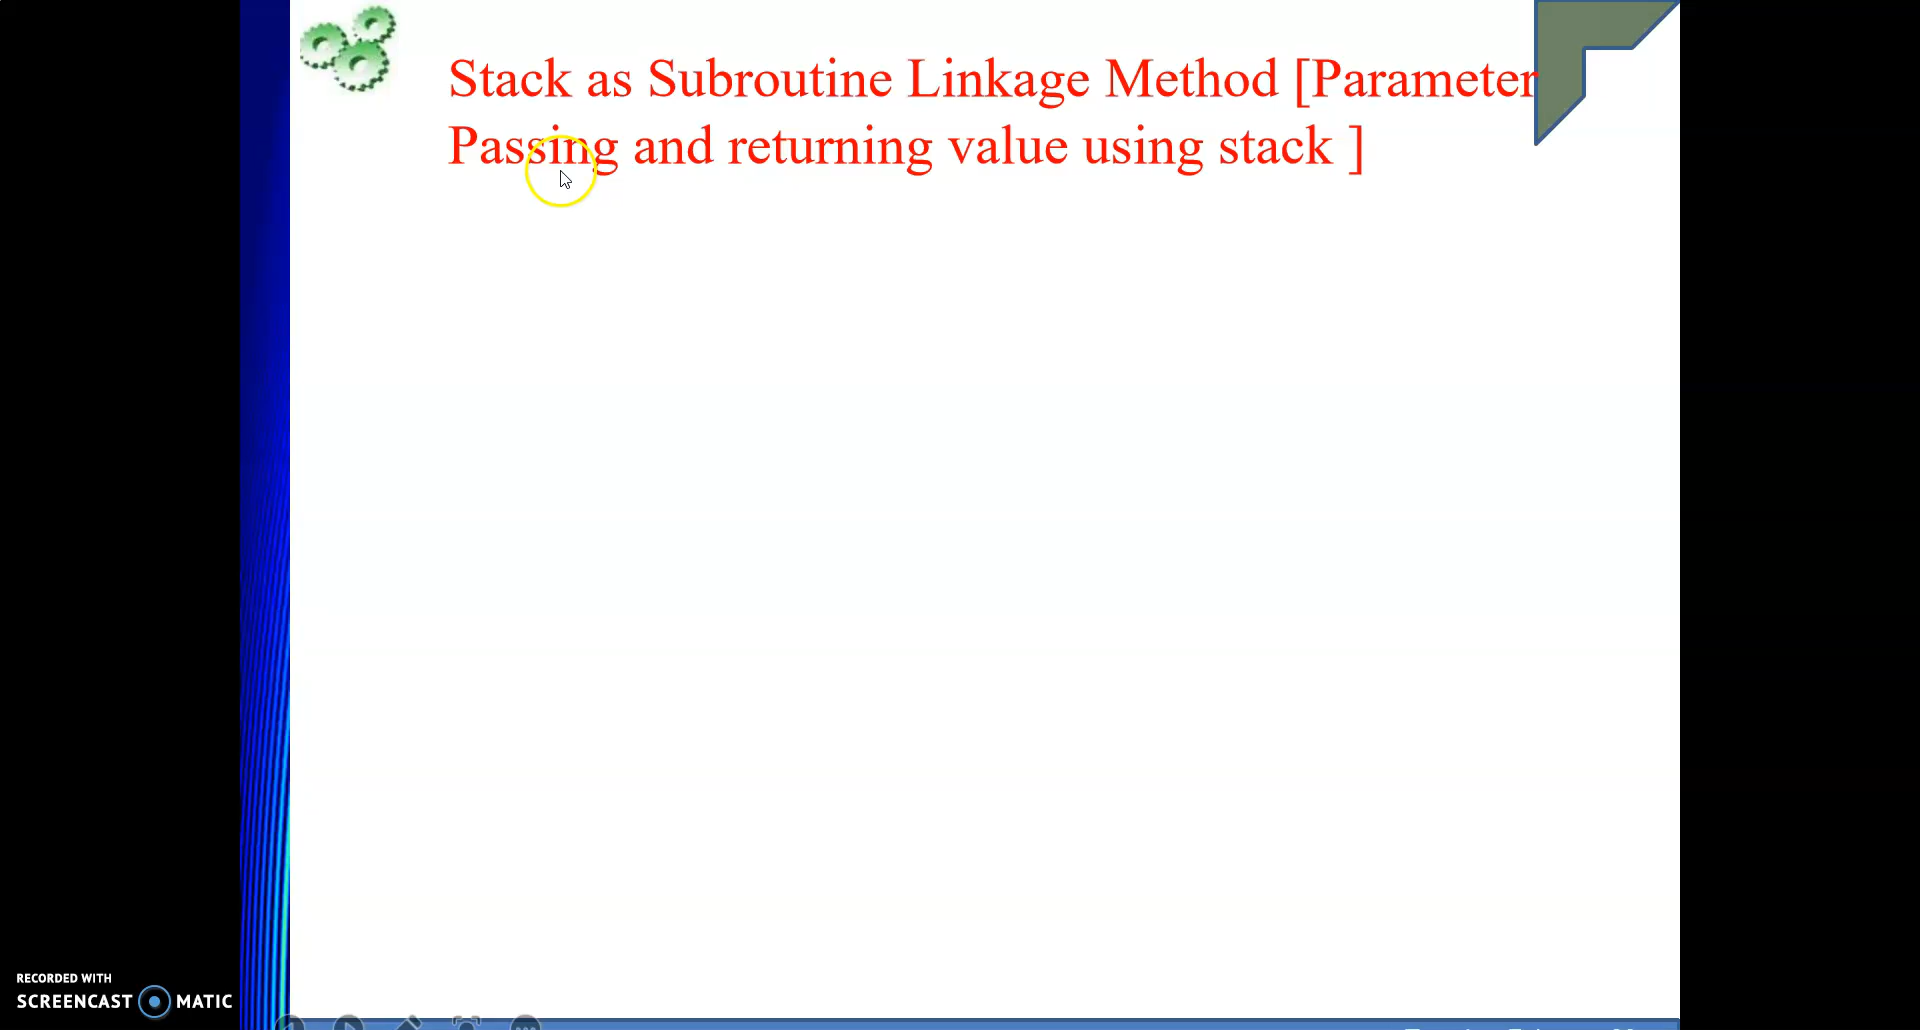 Stack as Subroutine Linkage Method [Parameter
Passing and returning value using stack ]
RECORDED WITH
SCREENCAST MATIC